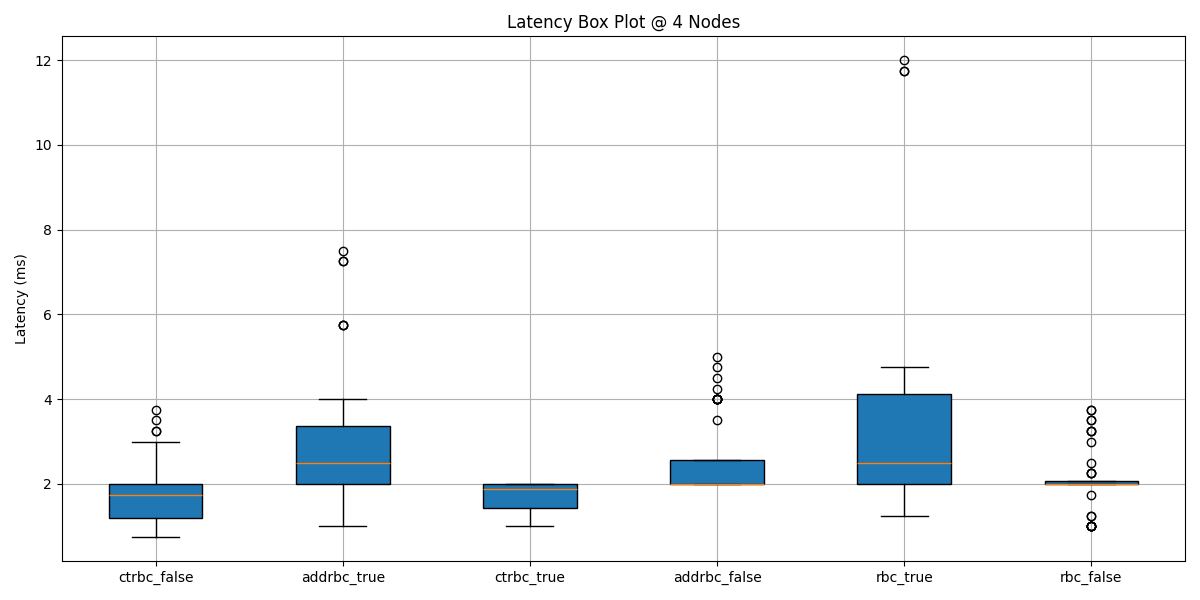 Latency Box Plot @ 4 Nodes
12
10
8
6
4
2
Latency (ms)
ctrbc_false addrbc_true ctrbc_true addrbc_false rbc_true rbc_false